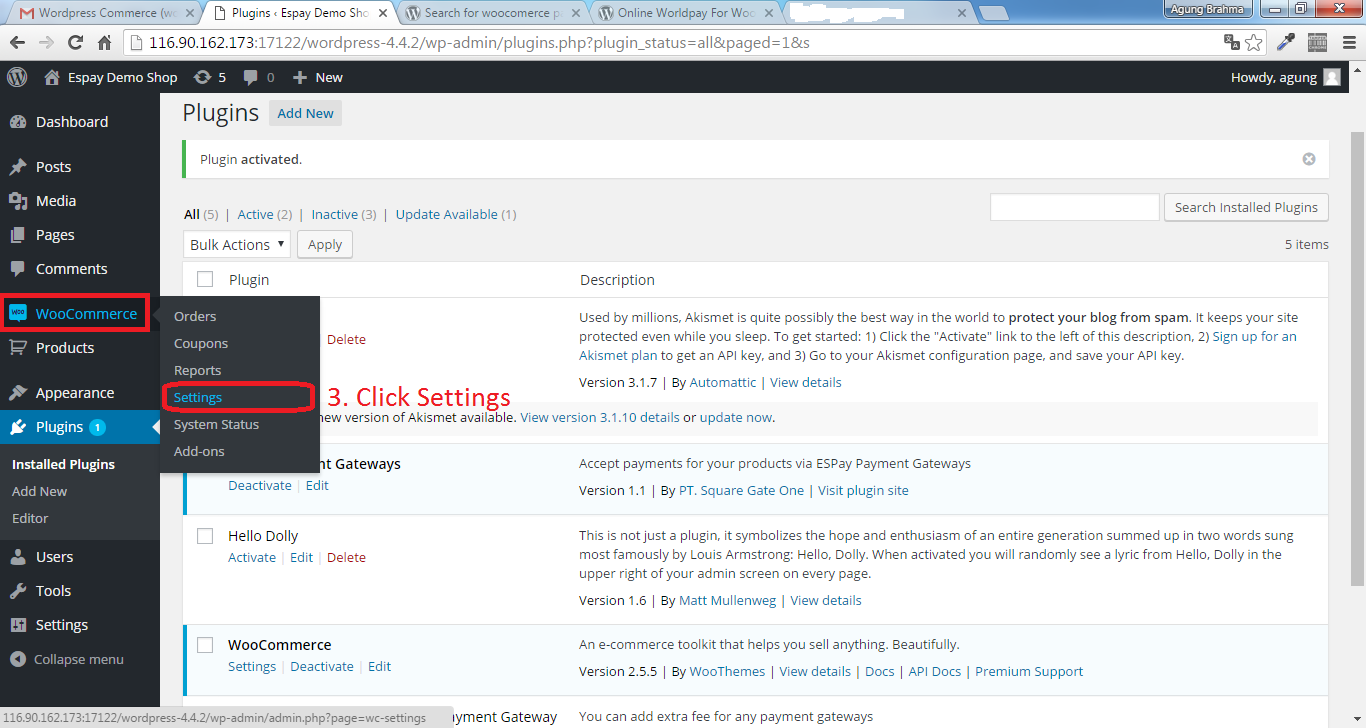 Wordpress Commerce (wo
Plugins ‹ Espay Demo Sho
Search for woocomerce p
Online Worldpay For Woo
Agung Brahma
116.90.162.173:17122/wordpress-4.4.2/wp-admin/plugins.php?plugin_status=all&paged=1&s
Espay Demo Shop 5 0 + New
Howdy, agung
Dashboard
Posts
Media
Pages
Comments
WooCommerce
Products
Appearance
Plugins 1
Installed Plugins
Add New
Editor
Users
Tools
Settings
Collapse menu
Orders
Coupons
Reports
Settings
System Status
Add-ons
3. Click Settings
Plugins Add New
Plugin activated.
All (5) | Active (2) | Inactive (3) | Update Available (1)
Search Installed Plugins
Bulk Actions Apply
5 items
Plugin Description
Delete
Used by millions, Akismet is quite possibly the best way in the world to protect your blog from spam. It keeps your site
protected even while you sleep. To get started: 1) Click the "Activate" link to the left of this description, 2) Sign up for an
Akismet plan to get an API key, and 3) Go to your Akismet configuration page, and save your API key.
Version 3.1.7 | By Automattic | View details
new version of Akismet available. View version 3.1.10 details or update now.
Gateways
Deactivate | Edit
Accept payments for your products via ESPay Payment Gateways
Version 1.1 | By PT. Square Gate One | Visit plugin site
Hello Dolly
Activate | Edit | Delete
This is not just a plugin, it symbolizes the hope and enthusiasm of an entire generation summed up in two words sung
most famously by Louis Armstrong: Hello, Dolly. When activated you will randomly see a lyric from Hello, Dolly in the
upper right of your admin screen on every page.
Version 1.6 | By Matt Mullenweg | View details
WooCommerce
Settings | Deactivate | Edit
An e-commerce toolkit that helps you sell anything. Beautifully.
Version 2.5.5 | By WooThemes | View details | Docs | API Docs | Premium Support
ayment Gateway
You can add extra fee for any payment gateways
116.90.162.173:17122/wordpress-4.4.2/wp-admin/admin.php?page=wc-settings